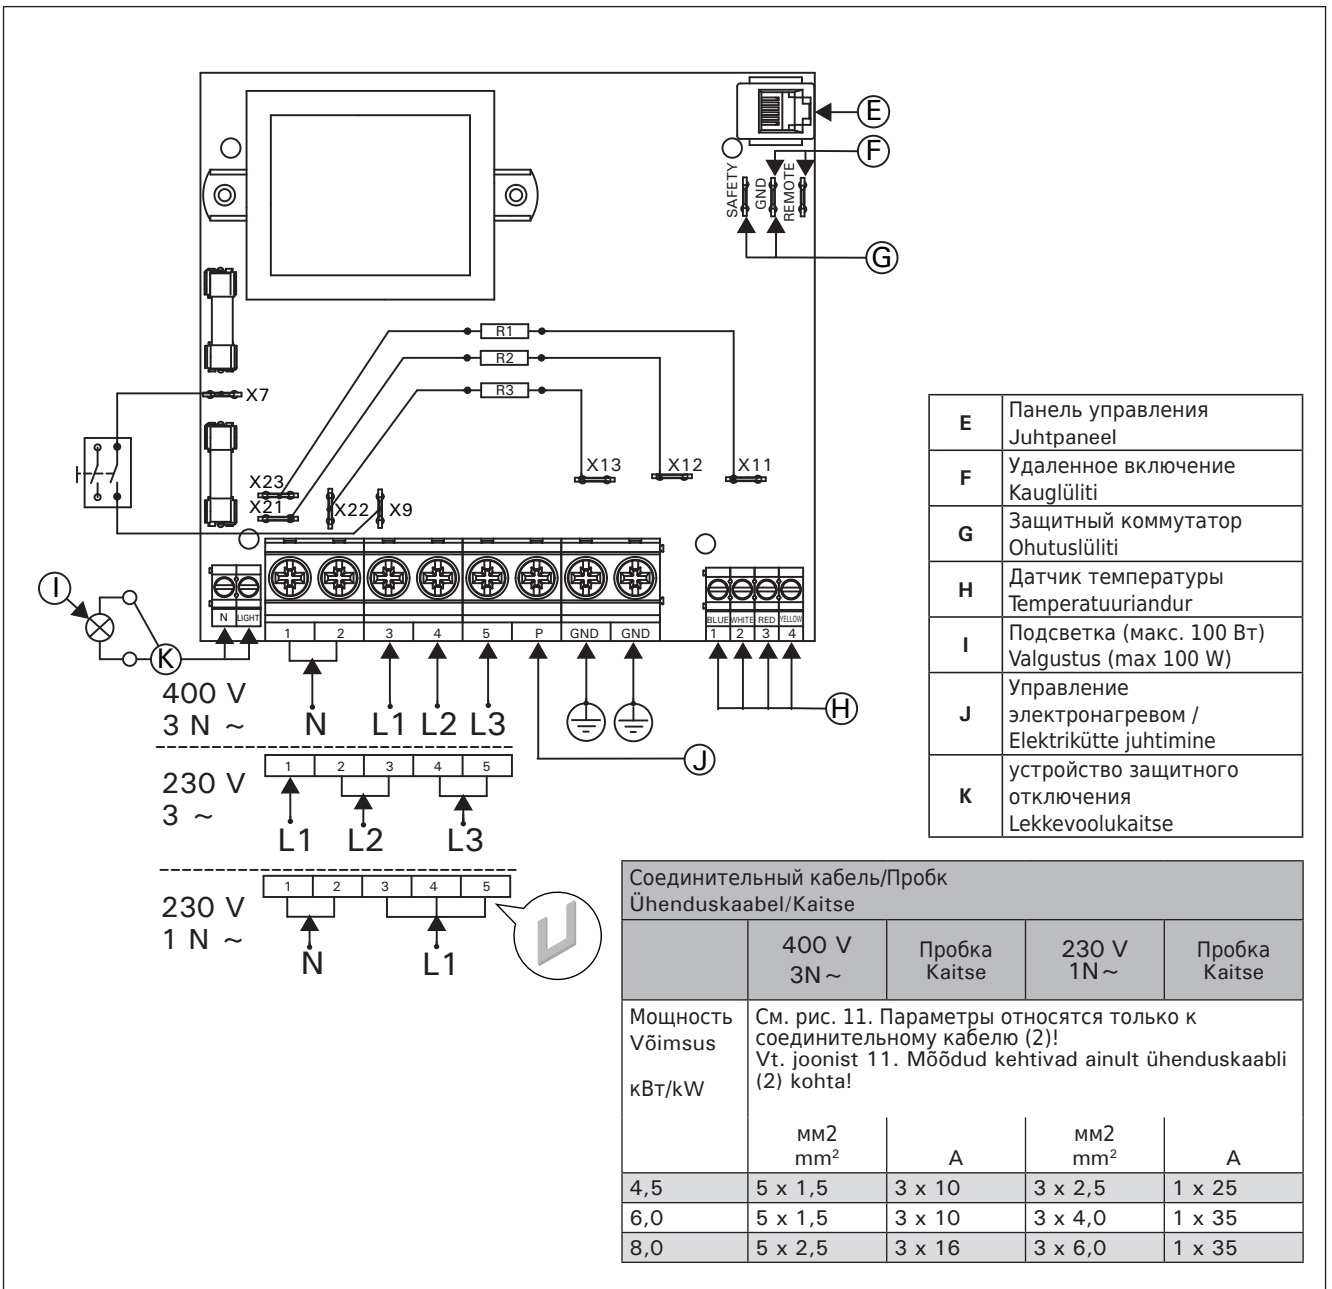 E
F
SAFETY
GND
REMOTE
G
R1
R2
R3
X7
X13
X12
X11
X23
X21
X22
X9
I
N
LIGHT
K
1
2
3
4
5
P
GND
GND
BLUE
WHITE
RED
YELLOW
1
2
3
4
H
J
400 V
3 N ~
N
L1
L2
L3
230 V
3 ~
1
2
3
4
5
L1
L2
L3
230 V
1 N ~
1
2
3
4
5
N
L1
E
Панель управления
Juhtpaneel
F
Удаленное включение
Kauglüliti
G
Защитный коммутатор
Ohutuslüliti
H
Датчик температуры
Temperatuuriandur
I
Подсветка (макс. 100 Вт)
Valgustus (max 100 W)
J
Управление
электронагревом /
Elektrikütte juhtimine
K
устройство защитного
отключения
Lekkevoolukaitse
Соединительный кабель/Пробк
Ühenduskaabel/Kaitse
400 V
3N~
Пробка
Kaitse
230 V
1N~
Пробка
Kaitse
Мощность
Võimsus
кВт/kW
См. рис. 11. Параметры относятся только к
соединительному кабелю (2)!
Vt. joonist 11. Mõõdud kehtivad ainult ühenduskaabli
(2) kohta!
мм2
mm²
A
мм2
mm²
A
4,5 5 x 1,5 3 x 10 3 x 2,5 1 x 25
6,0 5 x 1,5 3 x 10 3 x 4,0 1 x 35
8,0 5 x 2,5 3 x 16 3 x 6,0 1 x 35